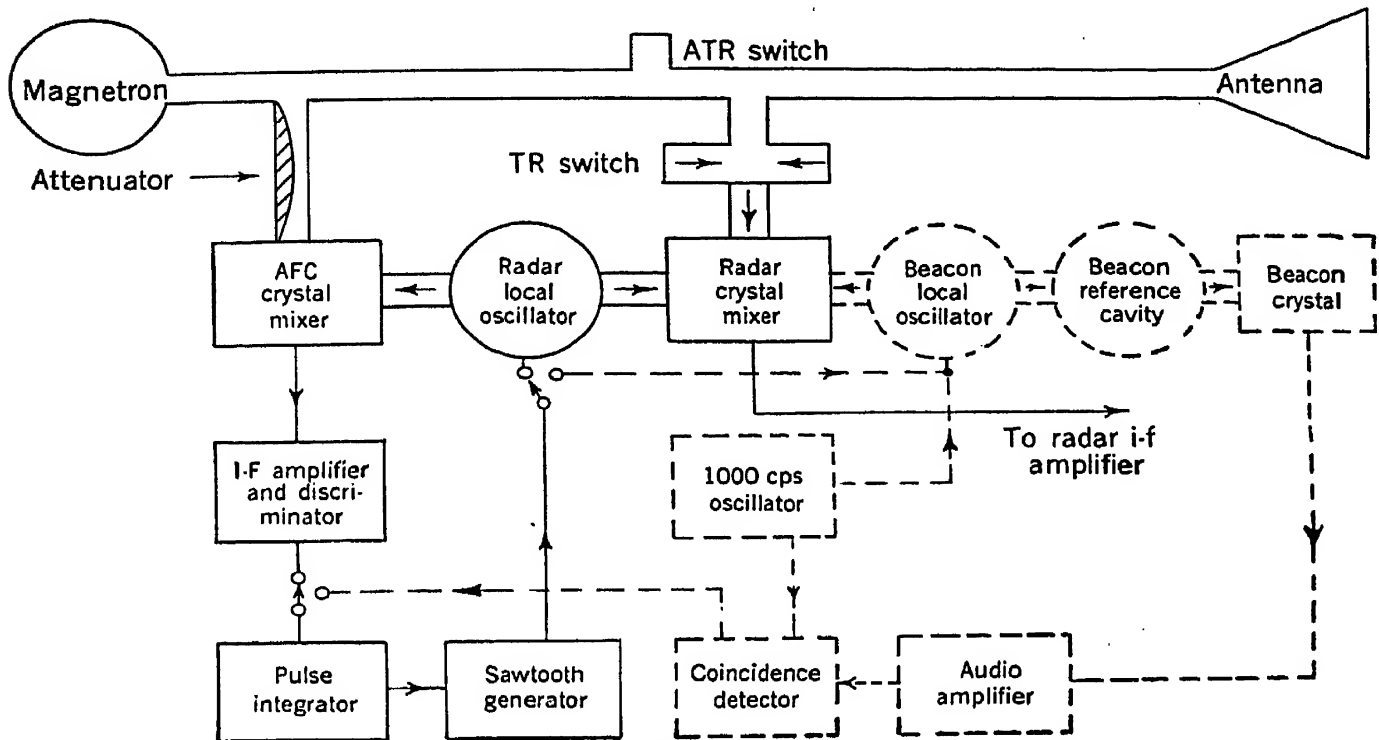 ATR switch
Magnetron
Antenna
TR switch
Attenuator
AFC
crystal
mixer
Radar
local
oscillator
Radar
crystal
mixer
Beacon
local
oscillator
Beacon
reference
cavity
Beacon
crystal
To radar i-f
amplifier
I-F amplifier
and discri-
minator
1000 cps
oscillator
Pulse
integrator
Sawtooth
generator
Coincidence
detector
Audio
amplifier